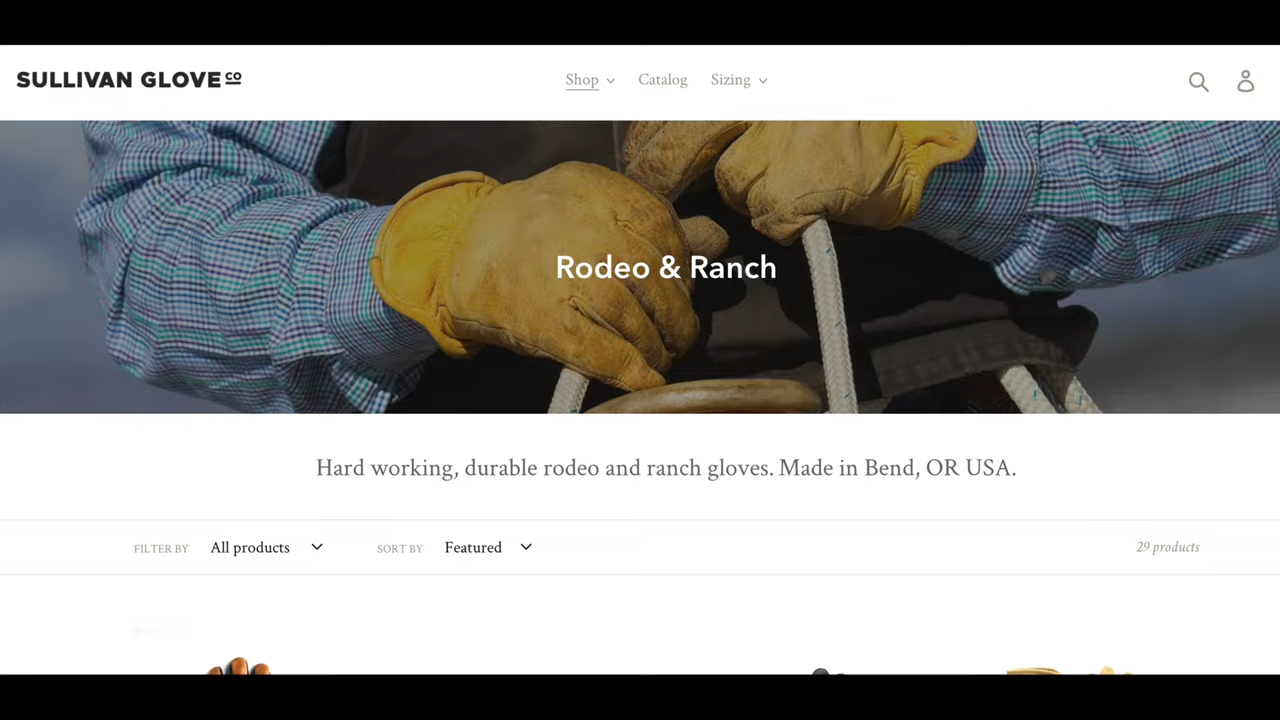 SULLIVAN GLOVE CO
Shop Catalog Sizing
Rodeo & Ranch
Hard working, durable rodeo and ranch gloves. Made in Bend, OR USA.
FILTER BY All products SORT BY Featured 29 products